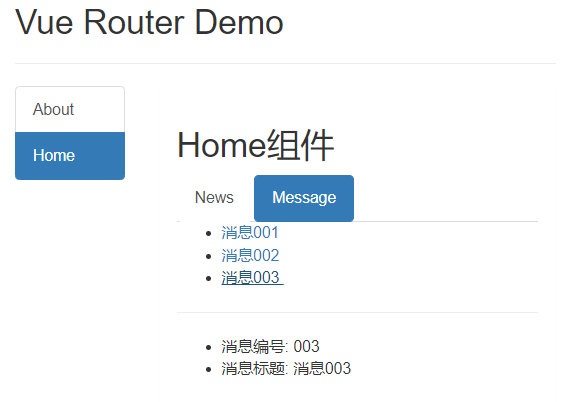 Vue Router Demo
About
Home
Home组件
News Message
消息001
消息002
消息003
消息编号: 003
消息标题: 消息003